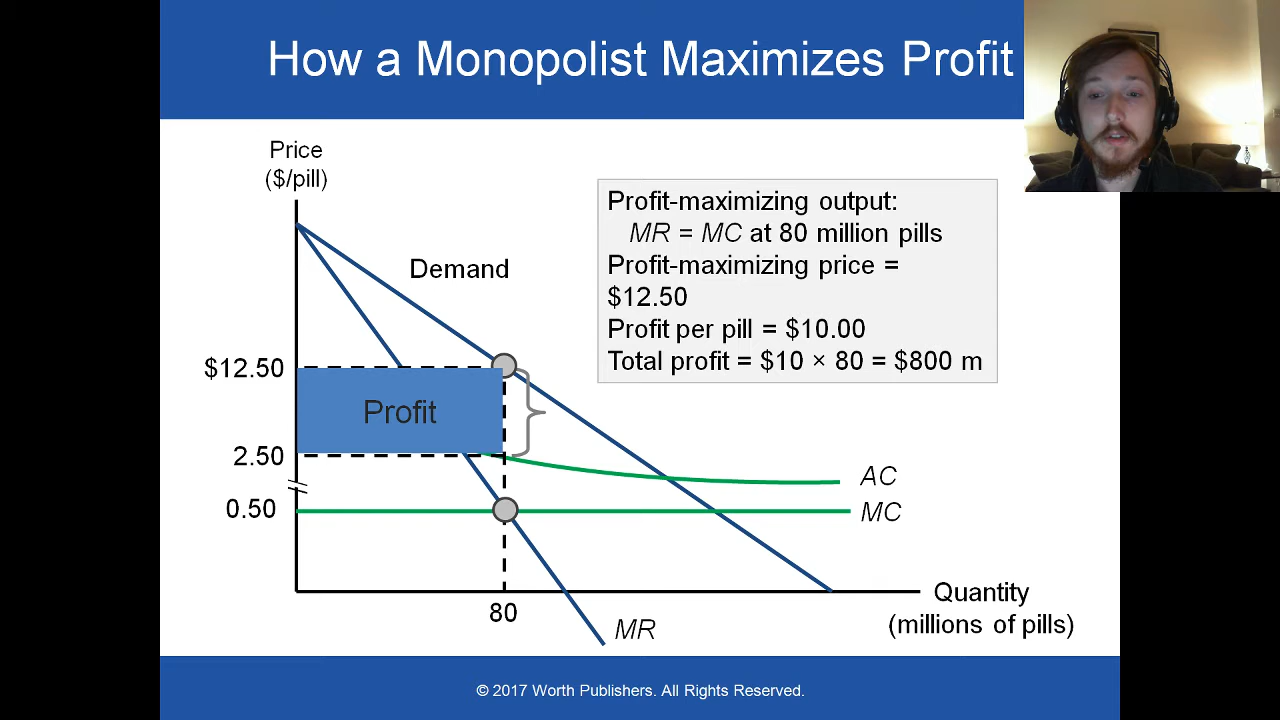 How a Monopolist Maximizes Profit
Price
($/pill)
Profit-maximizing output:
MR = MC at 80 million pills
Profit-maximizing price =
$12.50
Profit per pill = $10.00
Total profit = $10 × 80 = $800 m
Demand
$12.50
Profit
2.50
AC
0.50
MC
Quantity
(millions of pills)
80
MR
© 2017 Worth Publishers. All Rights Reserved.